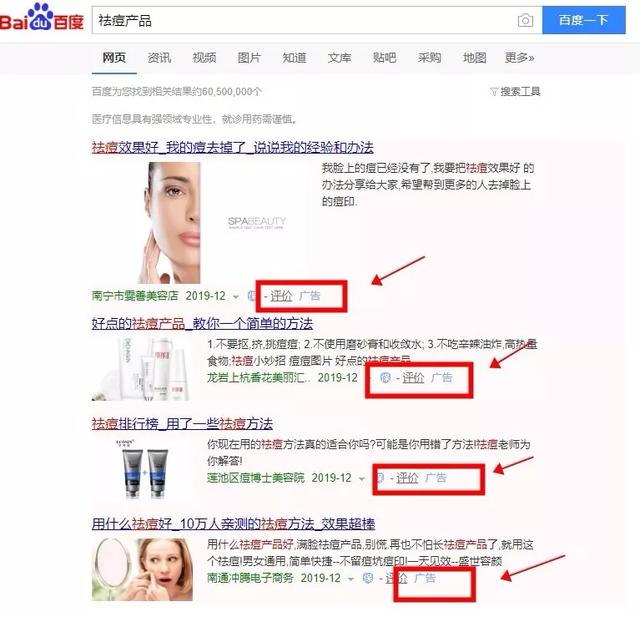 Bai du 百度
祛痘产品
百度一下
网页 资讯 视频 图片 知道 文库 贴吧 采购 地图 更多»
百度为您找到相关结果约60,500,000个
搜索工具
医疗信息具有强领域专业性，就诊用药需谨慎。
祛痘效果好_我的痘去掉了_说说我的经验和办法
我脸上的痘已经没有了,我要把祛痘效果好 的
办法分享给大家,希望帮到更多的人去掉脸上
的痘印.
SPABEAUTY
南宁市雯善美容店 2019-12 - 评价 广告
好点的祛痘产品_教你一个简单的方法
1.不要抠,挤,挑痘痘; 2.不使用磨砂膏和收敛水; 3.不吃辛辣油炸,高热量
食物;祛痘小妙招 痘痘图片 好点的祛痘产品
龙岩上杭香花美丽汇.. 2019-12 - 评价 广告
祛痘排行榜_用了一些祛痘方法
你现在用的祛痘方法真的适合你吗?可能是你用错了方法!祛痘老师为
你解答!
莲池区痘博士美容院 2019-12 - 评价 广告
用什么祛痘好_10万人亲测的祛痘方法_效果超棒
用什么祛痘产品好,满脸祛痘产品,别慌.再也不怕长祛痘产品了,就用这
个祛痘!男女通用,简单快捷--不留痘坑痘印!一天见效--盛世容颜
南通冲腾电子商务 2019-12 - 评价 广告